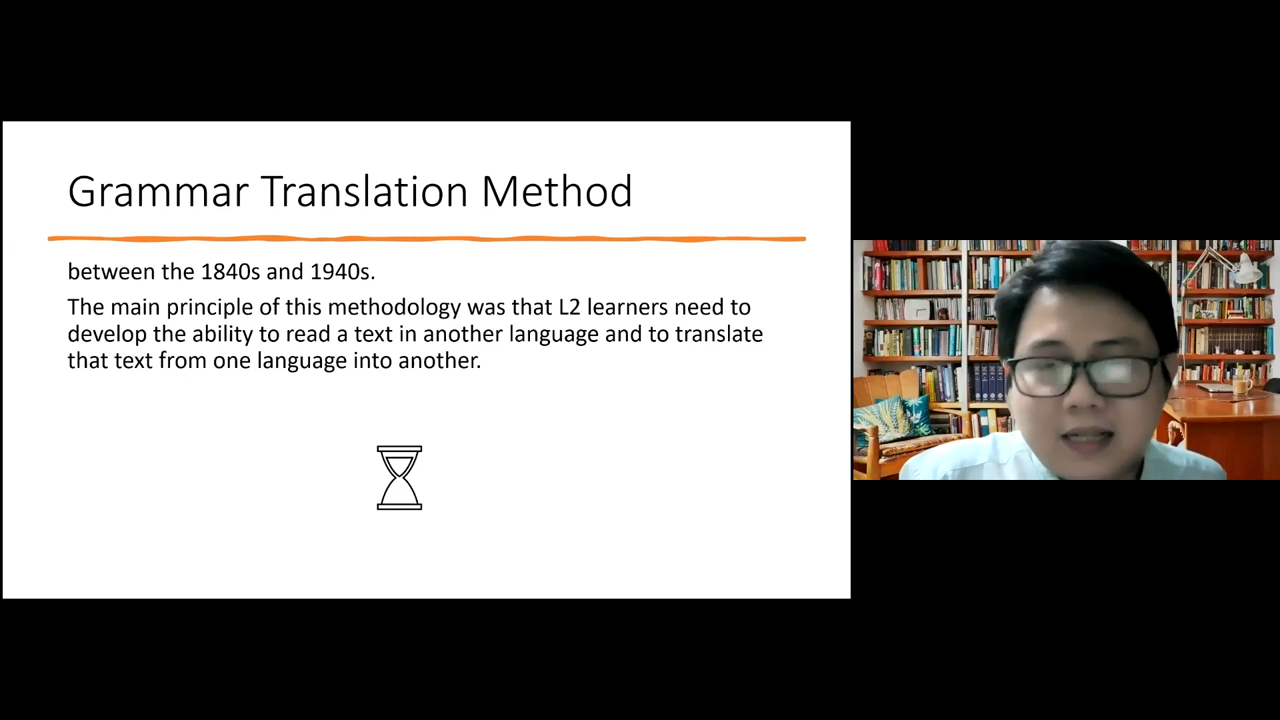 Grammar Translation Method
between the 1840s and 1940s.
The main principle of this methodology was that L2 learners need to
develop the ability to read a text in another language and to translate
that text from one language into another.